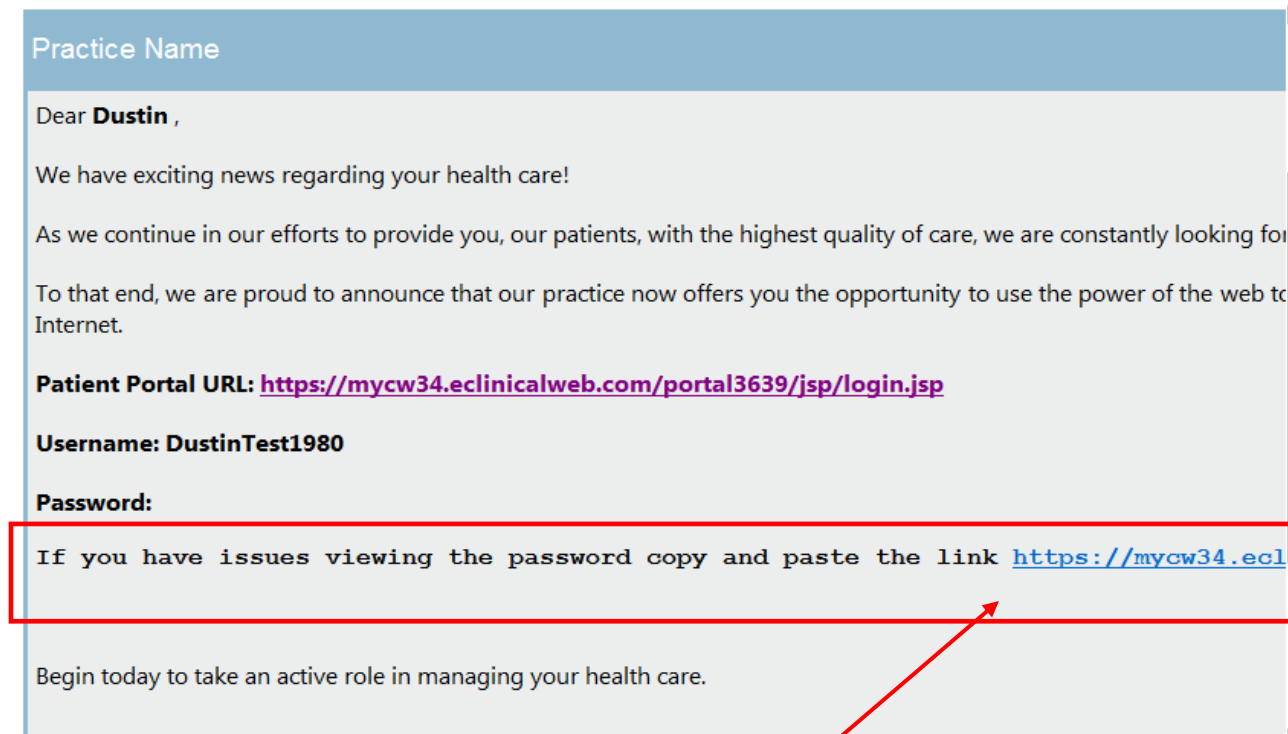 Practice Name
Dear Dustin ,
We have exciting news regarding your health care!
As we continue in our efforts to provide you, our patients, with the highest quality of care, we are constantly looking for
To that end, we are proud to announce that our practice now offers you the opportunity to use the power of the web to
Internet.
Patient Portal URL: https://mycw34.eclinicalweb.com/portal3639/jsp/login.jsp
Username: DustinTest1980
Password:
If you have issues viewing the password copy and paste the link https://mycw34.ecl
Begin today to take an active role in managing your health care.